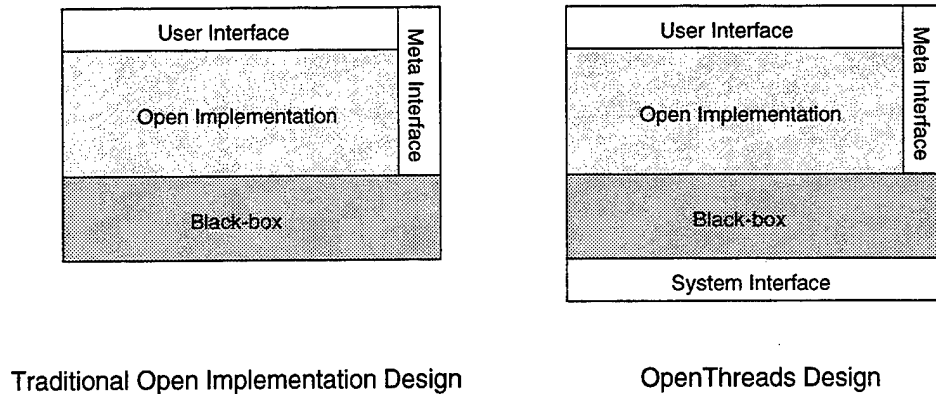 User Interface
Meta Interface
Open Implementation
Black-box
Traditional Open Implementation Design
User Interface
Meta Interface
Open Implementation
Black-box
System Interface
OpenThreads Design